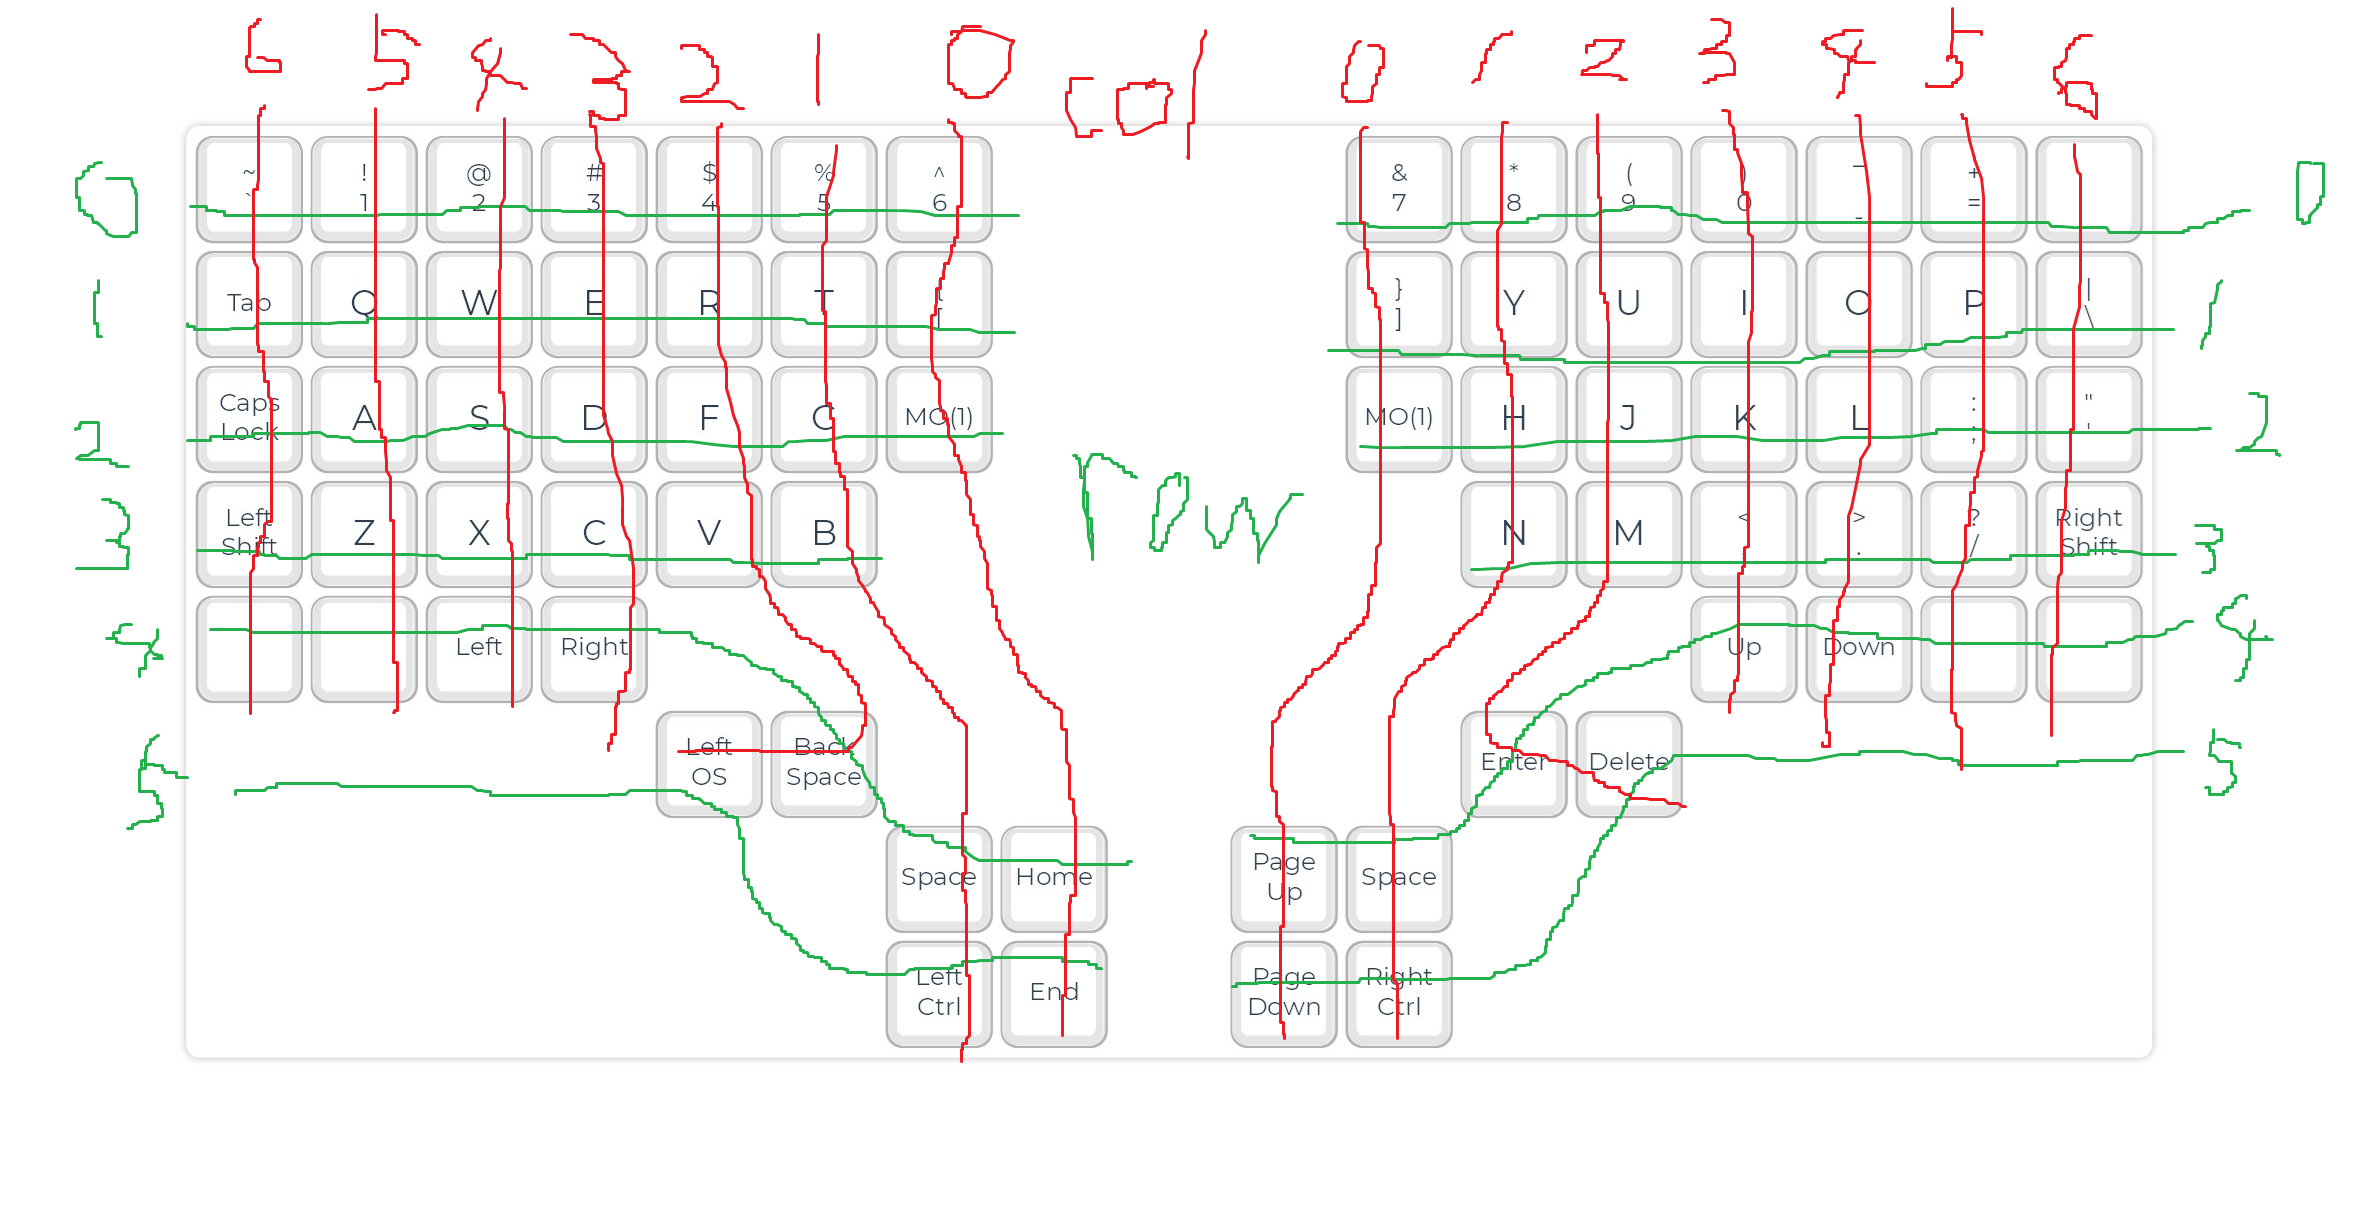 6 5 4 3 2 1 0 col 0 1 2 3 4 5 6
~ ! @ # $ % ^ & * ( ) _ +
0 ` 1 2 3 4 5 6 7 8 9 0 - = 0
1 Tab Q W E R T { [ } ] Y U I O P | \ 1
2 Caps Lock A S D F G MO(1) MO(1) H J K L : ; " ' 2
row
3 Left Shift Z X C V B N M < > . ? / Right Shift 3
4 Left Right Up Down 4
5 Left OS Back Space Enter Delete 5
Space Home Page Up Space
Left Ctrl End Page Down Right Ctrl